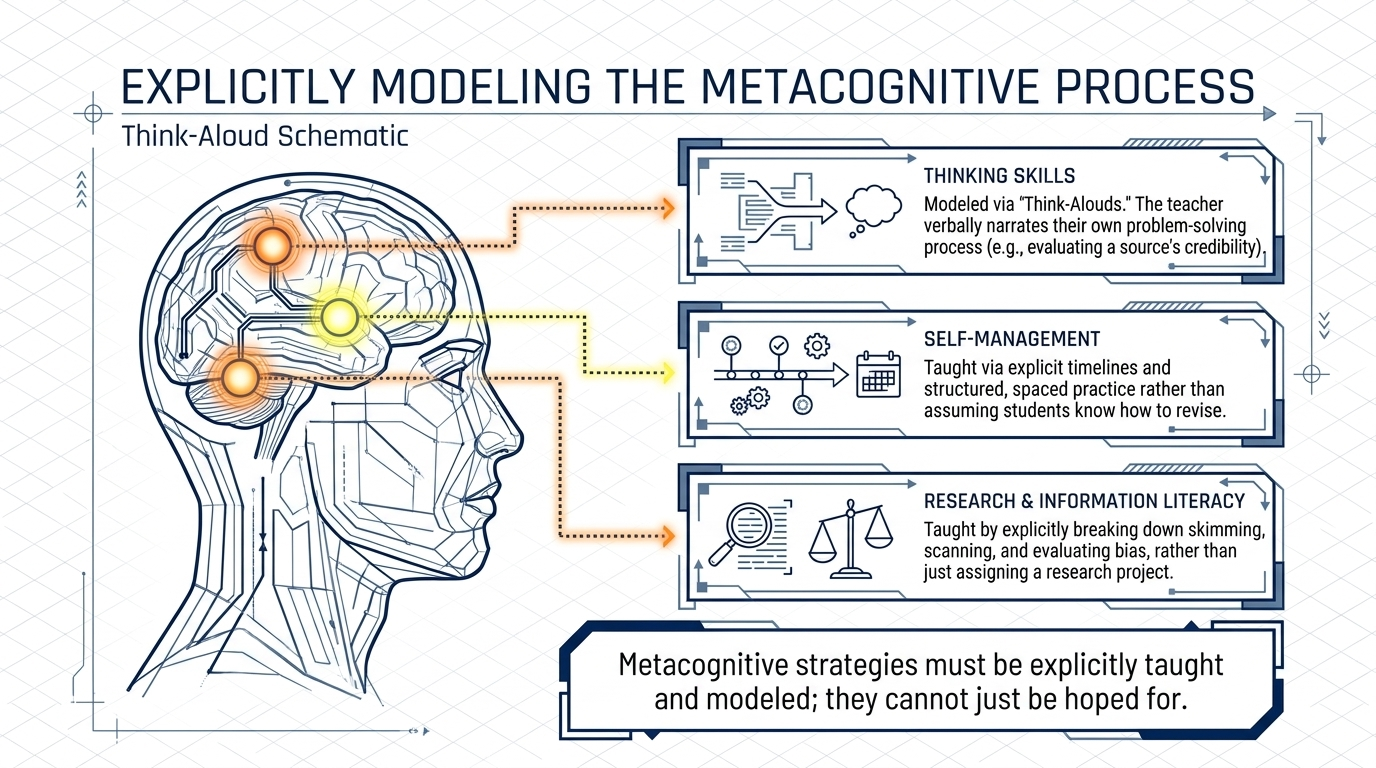 EXPLICITLY MODELING THE METACOGNITIVE PROCESS
Think-Aloud Schematic
THINKING SKILLS
Modeled via "Think-Alouds." The teacher
verbally narrates their own problem-solving
process (e.g., evaluating a source's credibility).
SELF-MANAGEMENT
Taught via explicit timelines and
structured, spaced practice rather than
assuming students know how to revise.
RESEARCH & INFORMATION LITERACY
Taught by explicitly breaking down skimming,
scanning, and evaluating bias, rather than
just assigning a research project.
Metacognitive strategies must be explicitly taught
and modeled; they cannot just be hoped for.